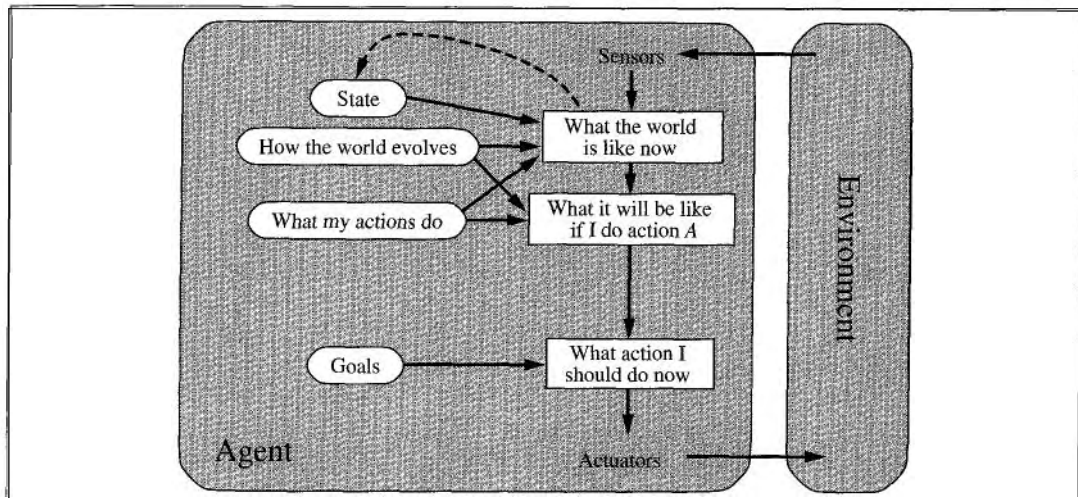 Sensors
State
What the world
is like now
How the world evolves
What it will be like
if I do action A
What my actions do
Environment
What action I
should do now
Goals
Agent
Actuators